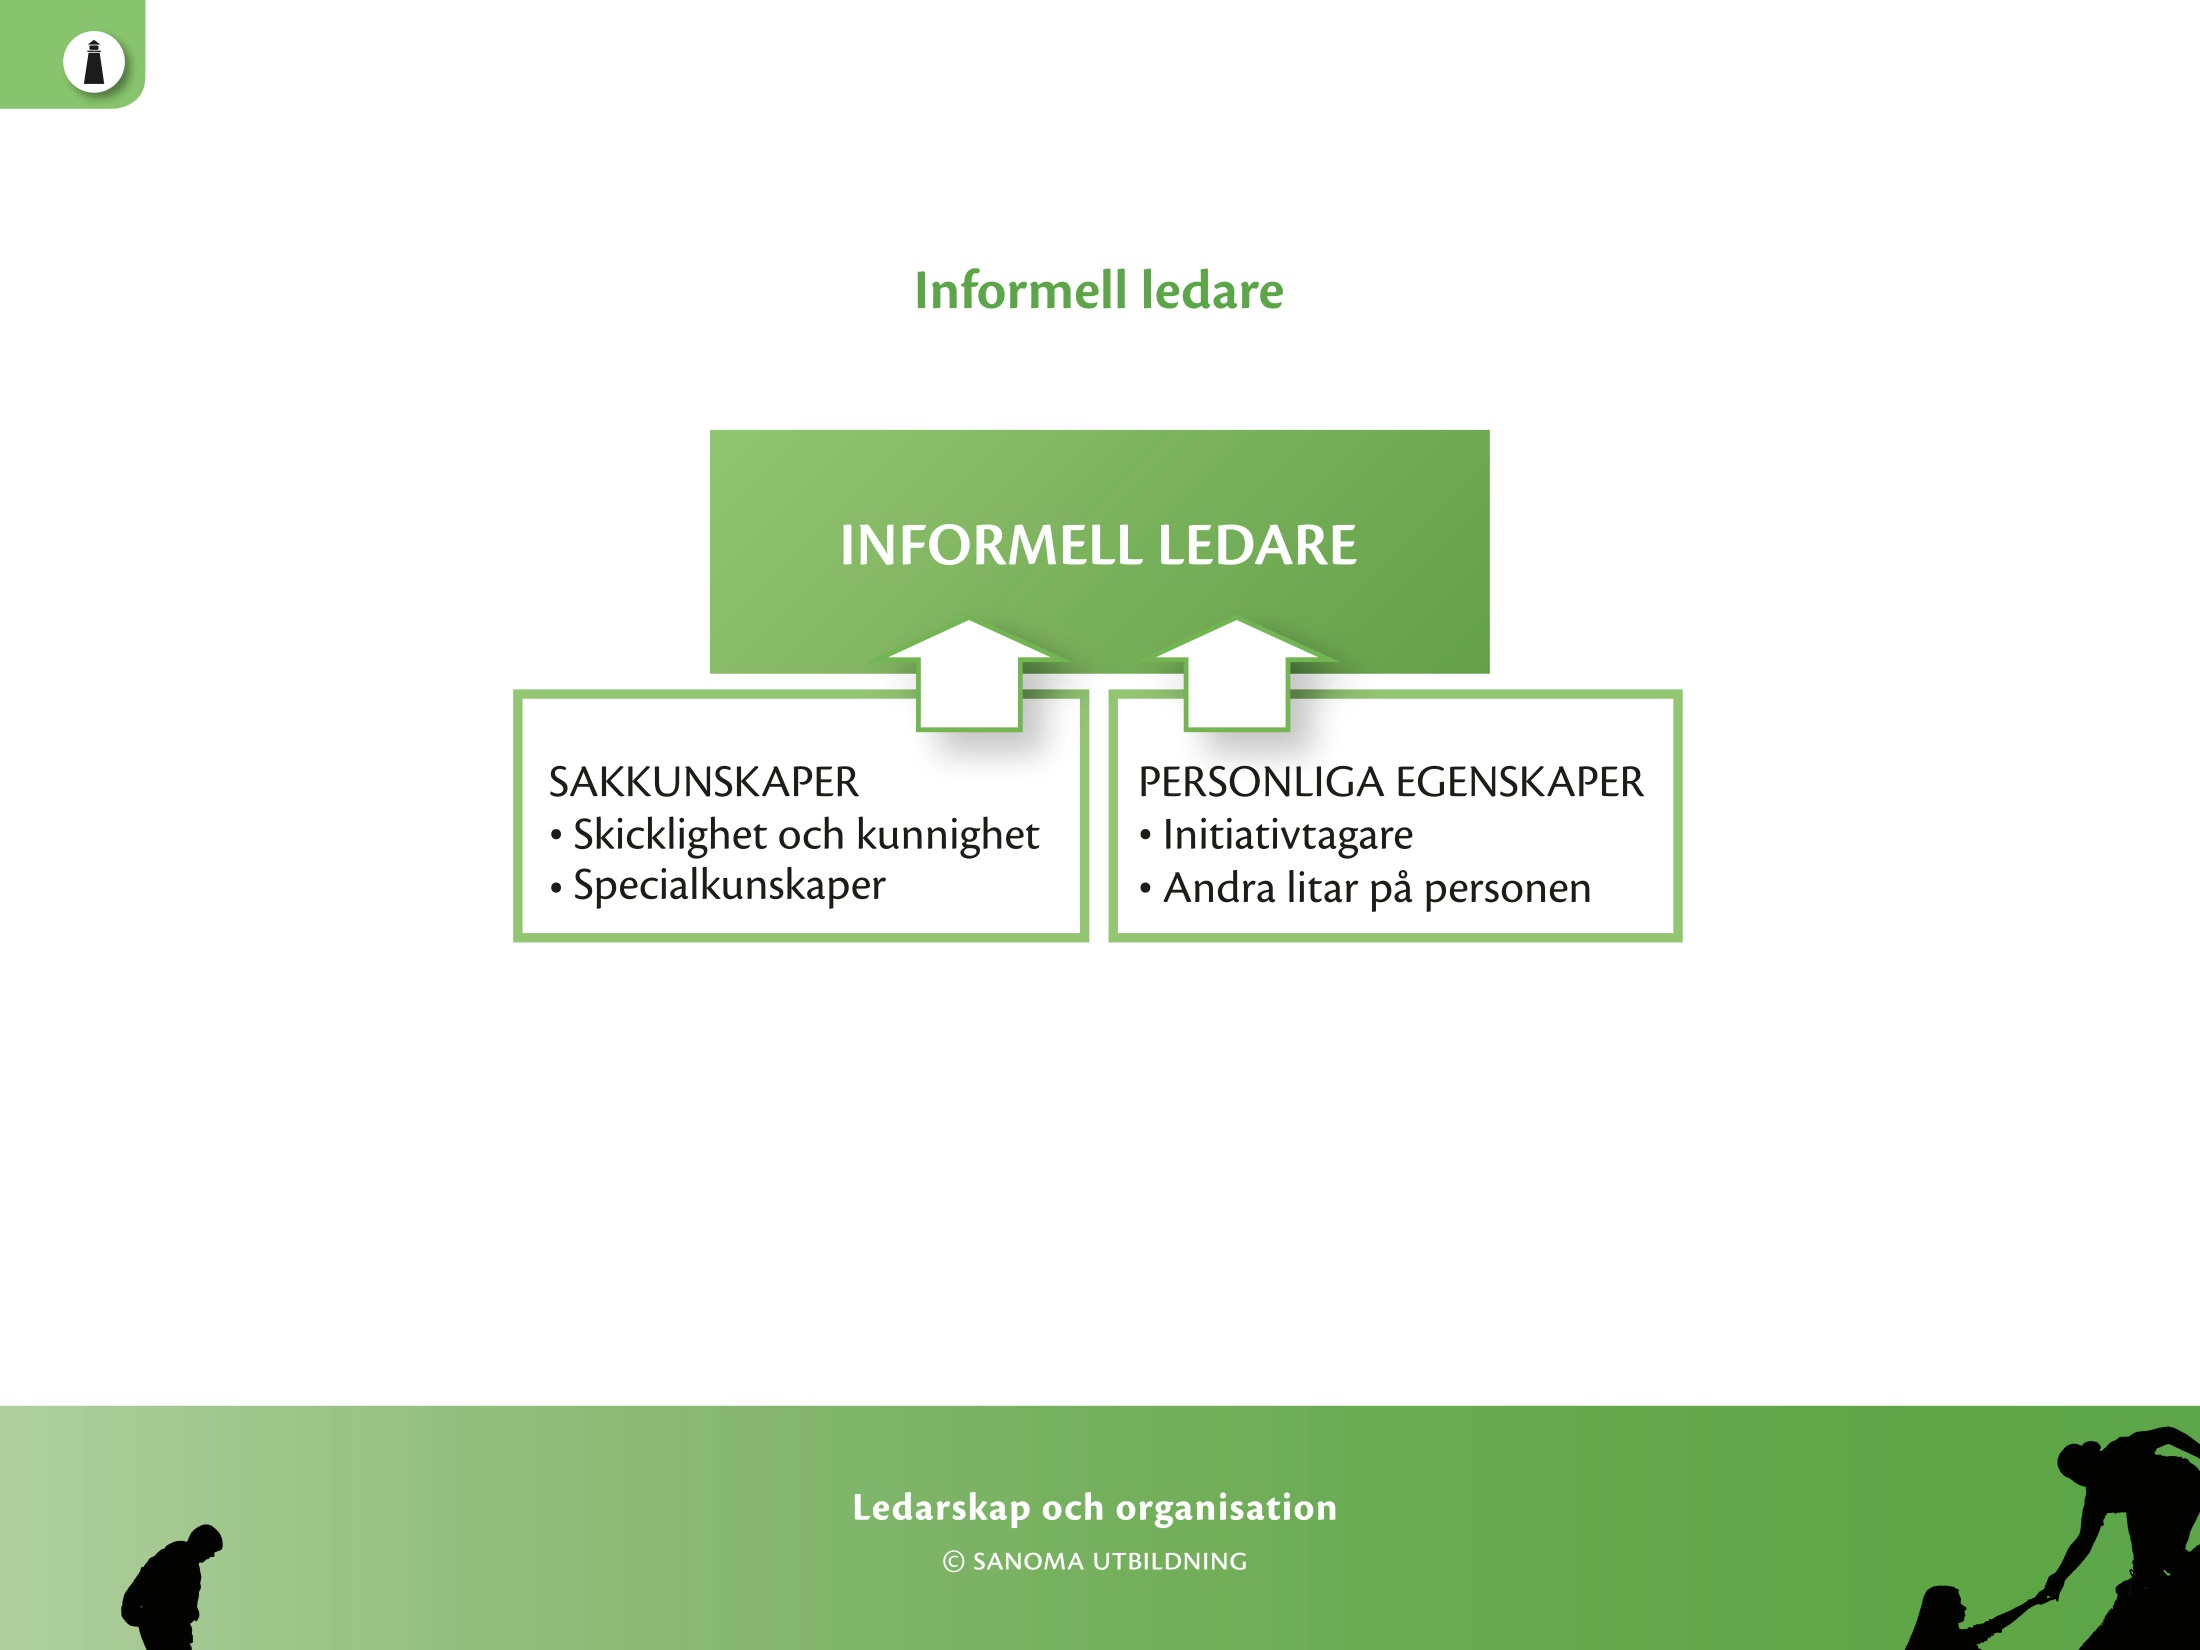 Informell ledare
INFORMELL LEDARE
SAKKUNSKAPER
• Skicklighet och kunnighet
• Specialkunskaper
PERSONLIGA EGENSKAPER
• Initiativtagare
• Andra litar på personen
Ledarskap och organisation
© SANOMA UTBILDNING